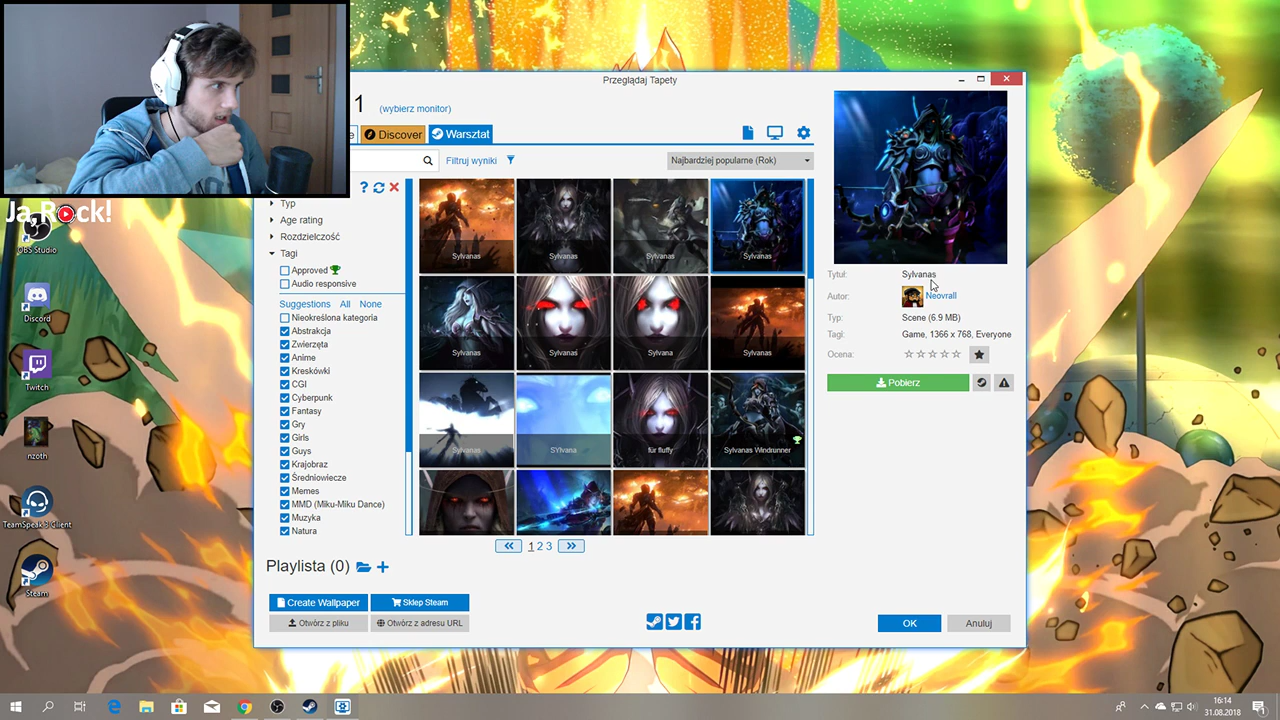 Przeglądaj Tapety
1 (wybierz monitor)
Discover
Warsztat
Filtruj wyniki
Najbardziej popularne (Rok)
Ja,Rock!
OBS Studio
Discord
Twitch
nzoth
TeamSpeak 3 Client
Steam
Typ
Age rating
Rozdzielczość
Tagi
Approved
Audio responsive
Suggestions All None
Nieokreślona kategoria
Abstrakcja
Zwierzęta
Anime
Kreskówki
CGI
Cyberpunk
Fantasy
Gry
Girls
Guys
Krajobraz
Średniowiecze
Memes
MMD (Miku-Miku Dance)
Muzyka
Natura
Sylvanas
Sylvanas
Sylvanas
Sylvanas
Sylvanas
Sylvanas
Sylvana
Sylvanas
Sylvanas
SYlvana
für fluffy
Sylvanas Windrunner
1 2 3
Tytuł: Sylvanas
Autor: Neovrall
Typ: Scene (6.9 MB)
Tagi: Game, 1366 x 768, Everyone
Ocena:
Pobierz
Playlista (0)
Create Wallpaper
Sklep Steam
Otwórz z pliku
Otwórz z adresu URL
OK
Anuluj
16:14
31.08.2018
1